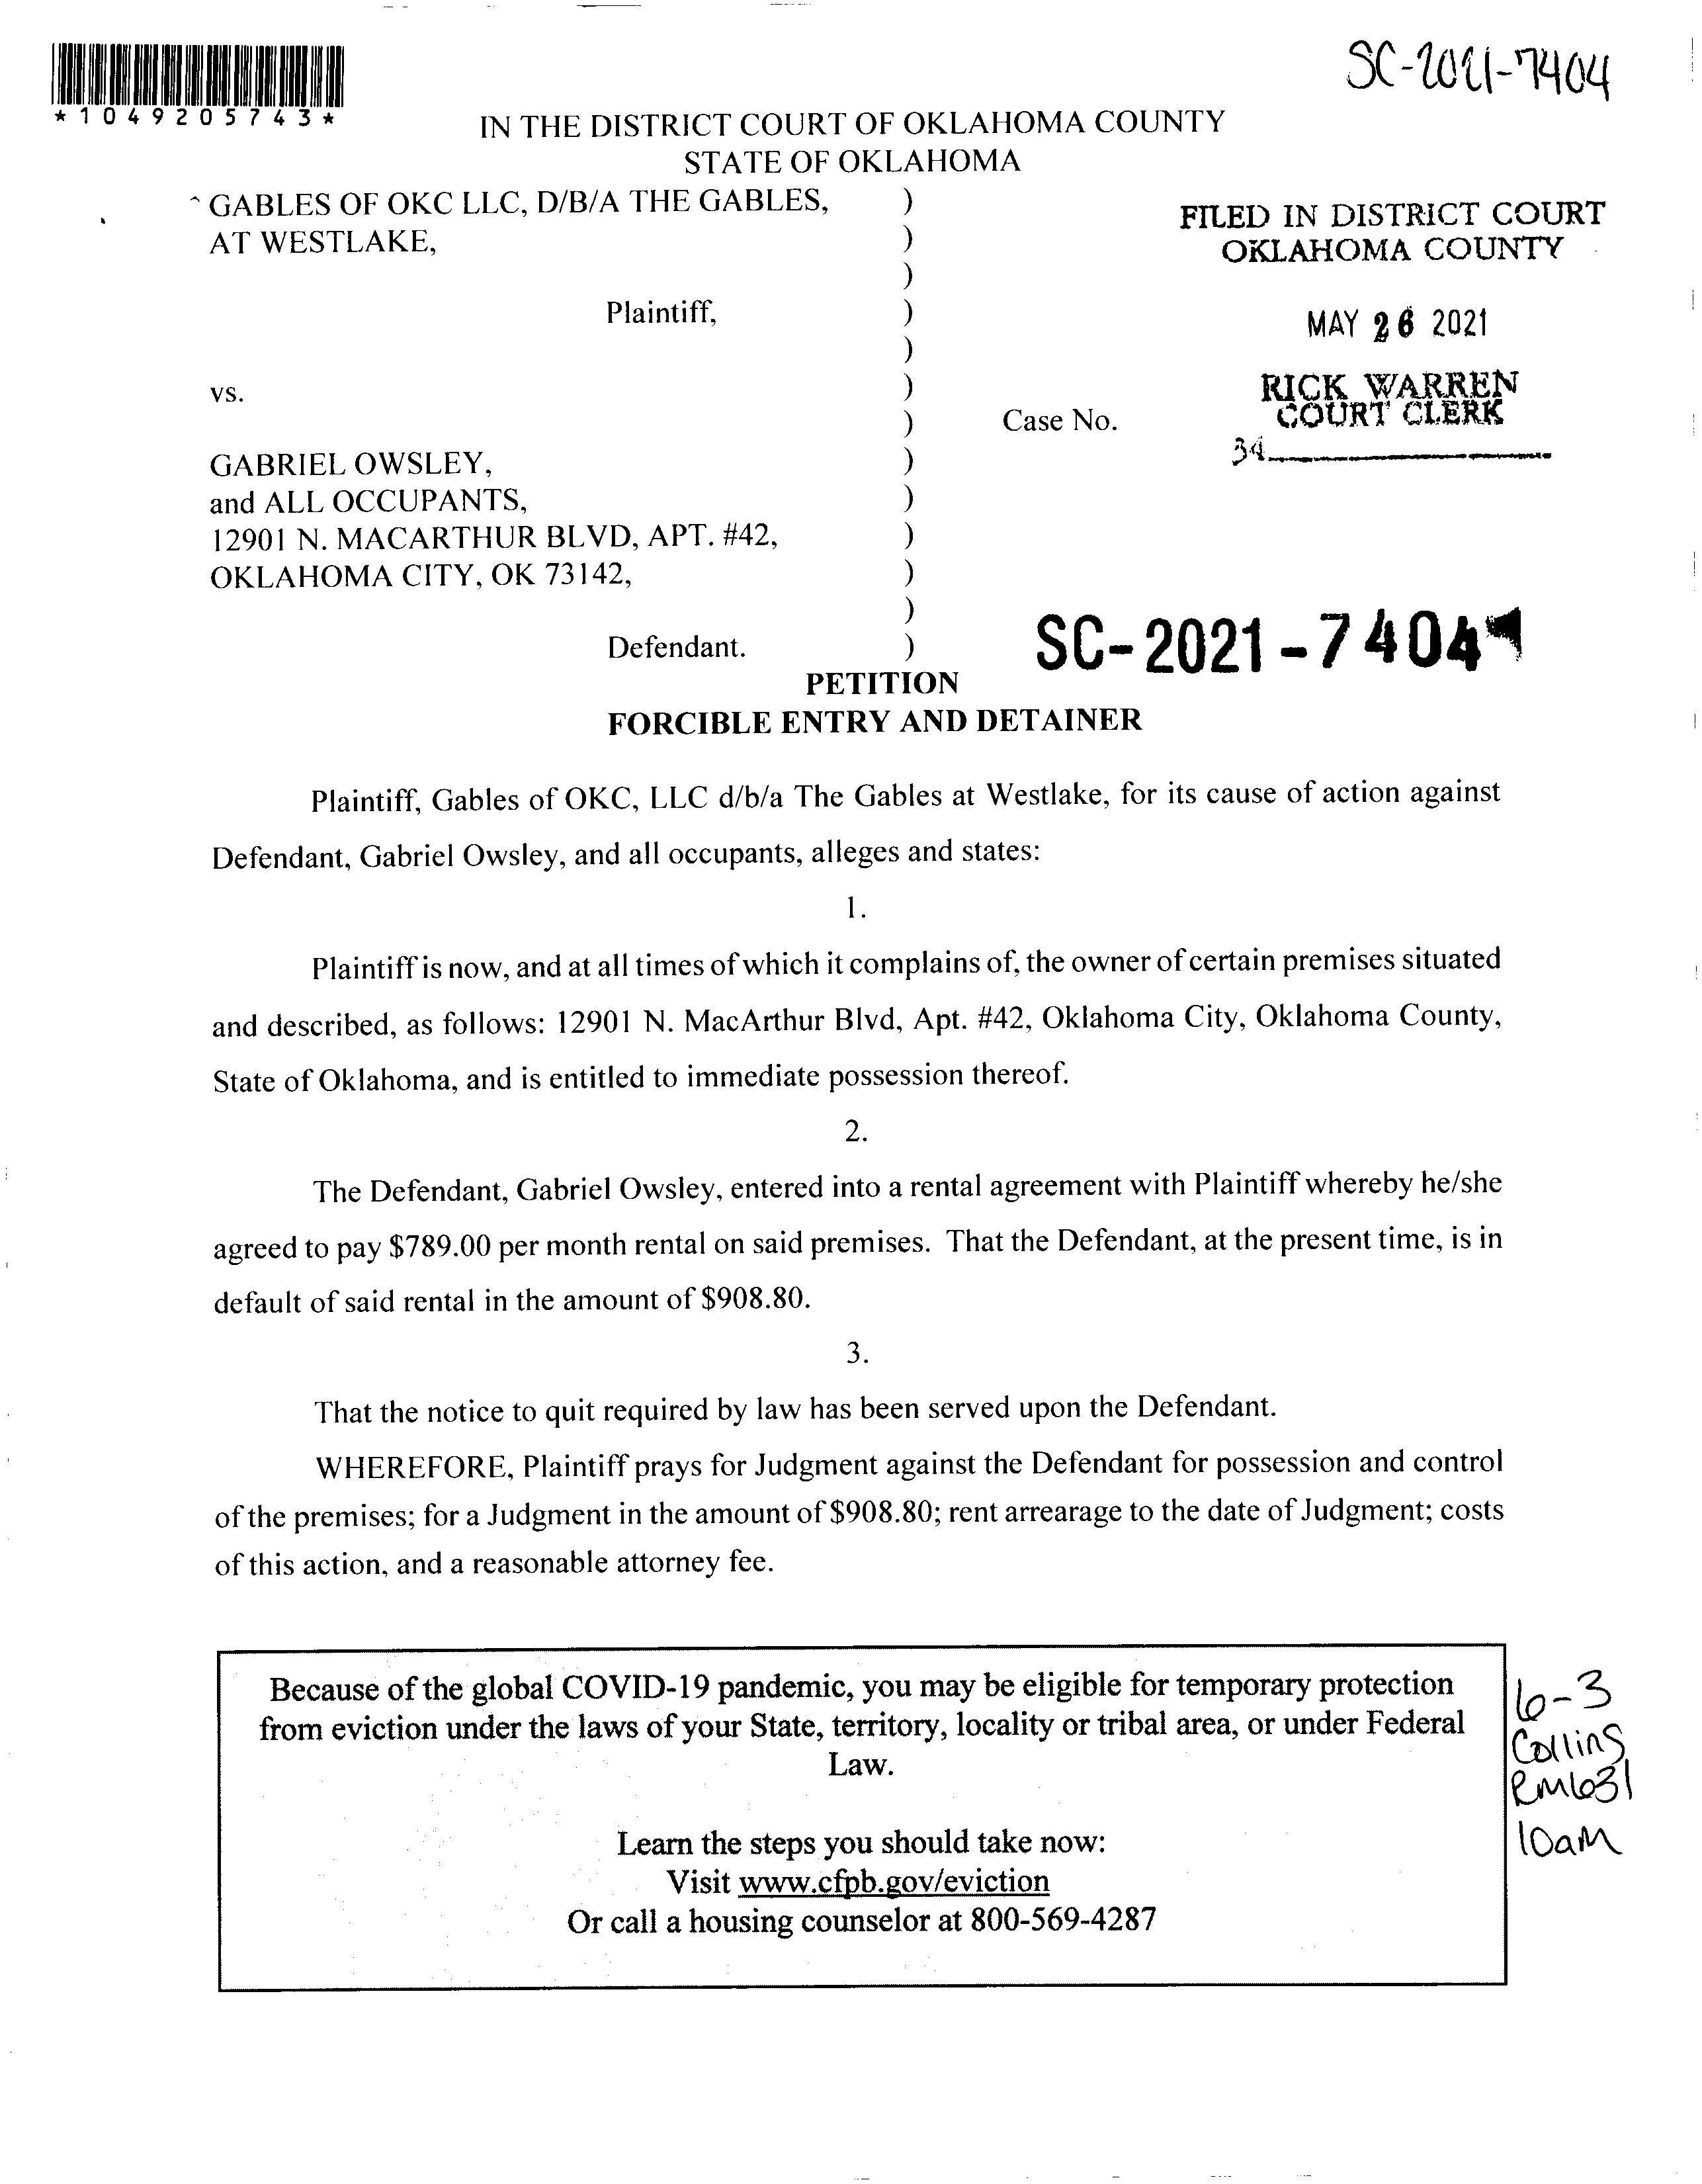 SC-2021-7404
*1049205743*
IN THE DISTRICT COURT OF OKLAHOMA COUNTY
STATE OF OKLAHOMA
GABLES OF OKC LLC, D/B/A THE GABLES, )
AT WESTLAKE, )
)
Plaintiff, )
)
vs. )
)
GABRIEL OWSLEY, )
and ALL OCCUPANTS, )
12901 N. MACARTHUR BLVD, APT. #42, )
OKLAHOMA CITY, OK 73142, )
)
Defendant. )
FILED IN DISTRICT COURT
OKLAHOMA COUNTY
MAY 26 2021
RICK WARREN
COURT CLERK
34
Case No.
SC-2021-7404
PETITION
FORCIBLE ENTRY AND DETAINER
Plaintiff, Gables of OKC, LLC d/b/a The Gables at Westlake, for its cause of action against
Defendant, Gabriel Owsley, and all occupants, alleges and states:
1.
Plaintiff is now, and at all times of which it complains of, the owner of certain premises situated
and described, as follows: 12901 N. MacArthur Blvd, Apt. #42, Oklahoma City, Oklahoma County,
State of Oklahoma, and is entitled to immediate possession thereof.
2.
The Defendant, Gabriel Owsley, entered into a rental agreement with Plaintiff whereby he/she
agreed to pay $789.00 per month rental on said premises. That the Defendant, at the present time, is in
default of said rental in the amount of $908.80.
3.
That the notice to quit required by law has been served upon the Defendant.
WHEREFORE, Plaintiff prays for Judgment against the Defendant for possession and control
of the premises; for a Judgment in the amount of $908.80; rent arrearage to the date of Judgment; costs
of this action, and a reasonable attorney fee.
Because of the global COVID-19 pandemic, you may be eligible for temporary protection
from eviction under the laws of your State, territory, locality or tribal area, or under Federal
Law.
Learn the steps you should take now:
Visit www.cfpb.gov/eviction
Or call a housing counselor at 800-569-4287
6-3
Collins
RM631
10am